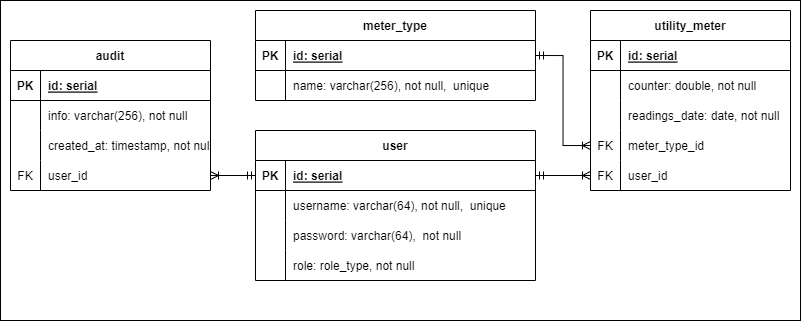 audit
PK id: serial
info: varchar(256), not null
created_at: timestamp, not nul
FK user_id
meter_type
PK id: serial
name: varchar(256), not null, unique
user
PK id: serial
username: varchar(64), not null, unique
password: varchar(64), not null
role: role_type, not null
utility_meter
PK id: serial
counter: double, not null
readings_date: date, not null
FK meter_type_id
FK user_id